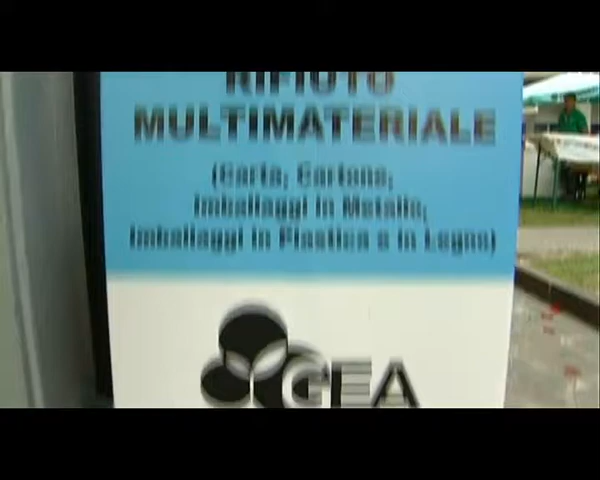 RIFIUTO
MULTIMATERIALE
(Carta, Cartone,
Imballaggi in Metallo,
Imballaggi in Plastica e in Legno)
GEA